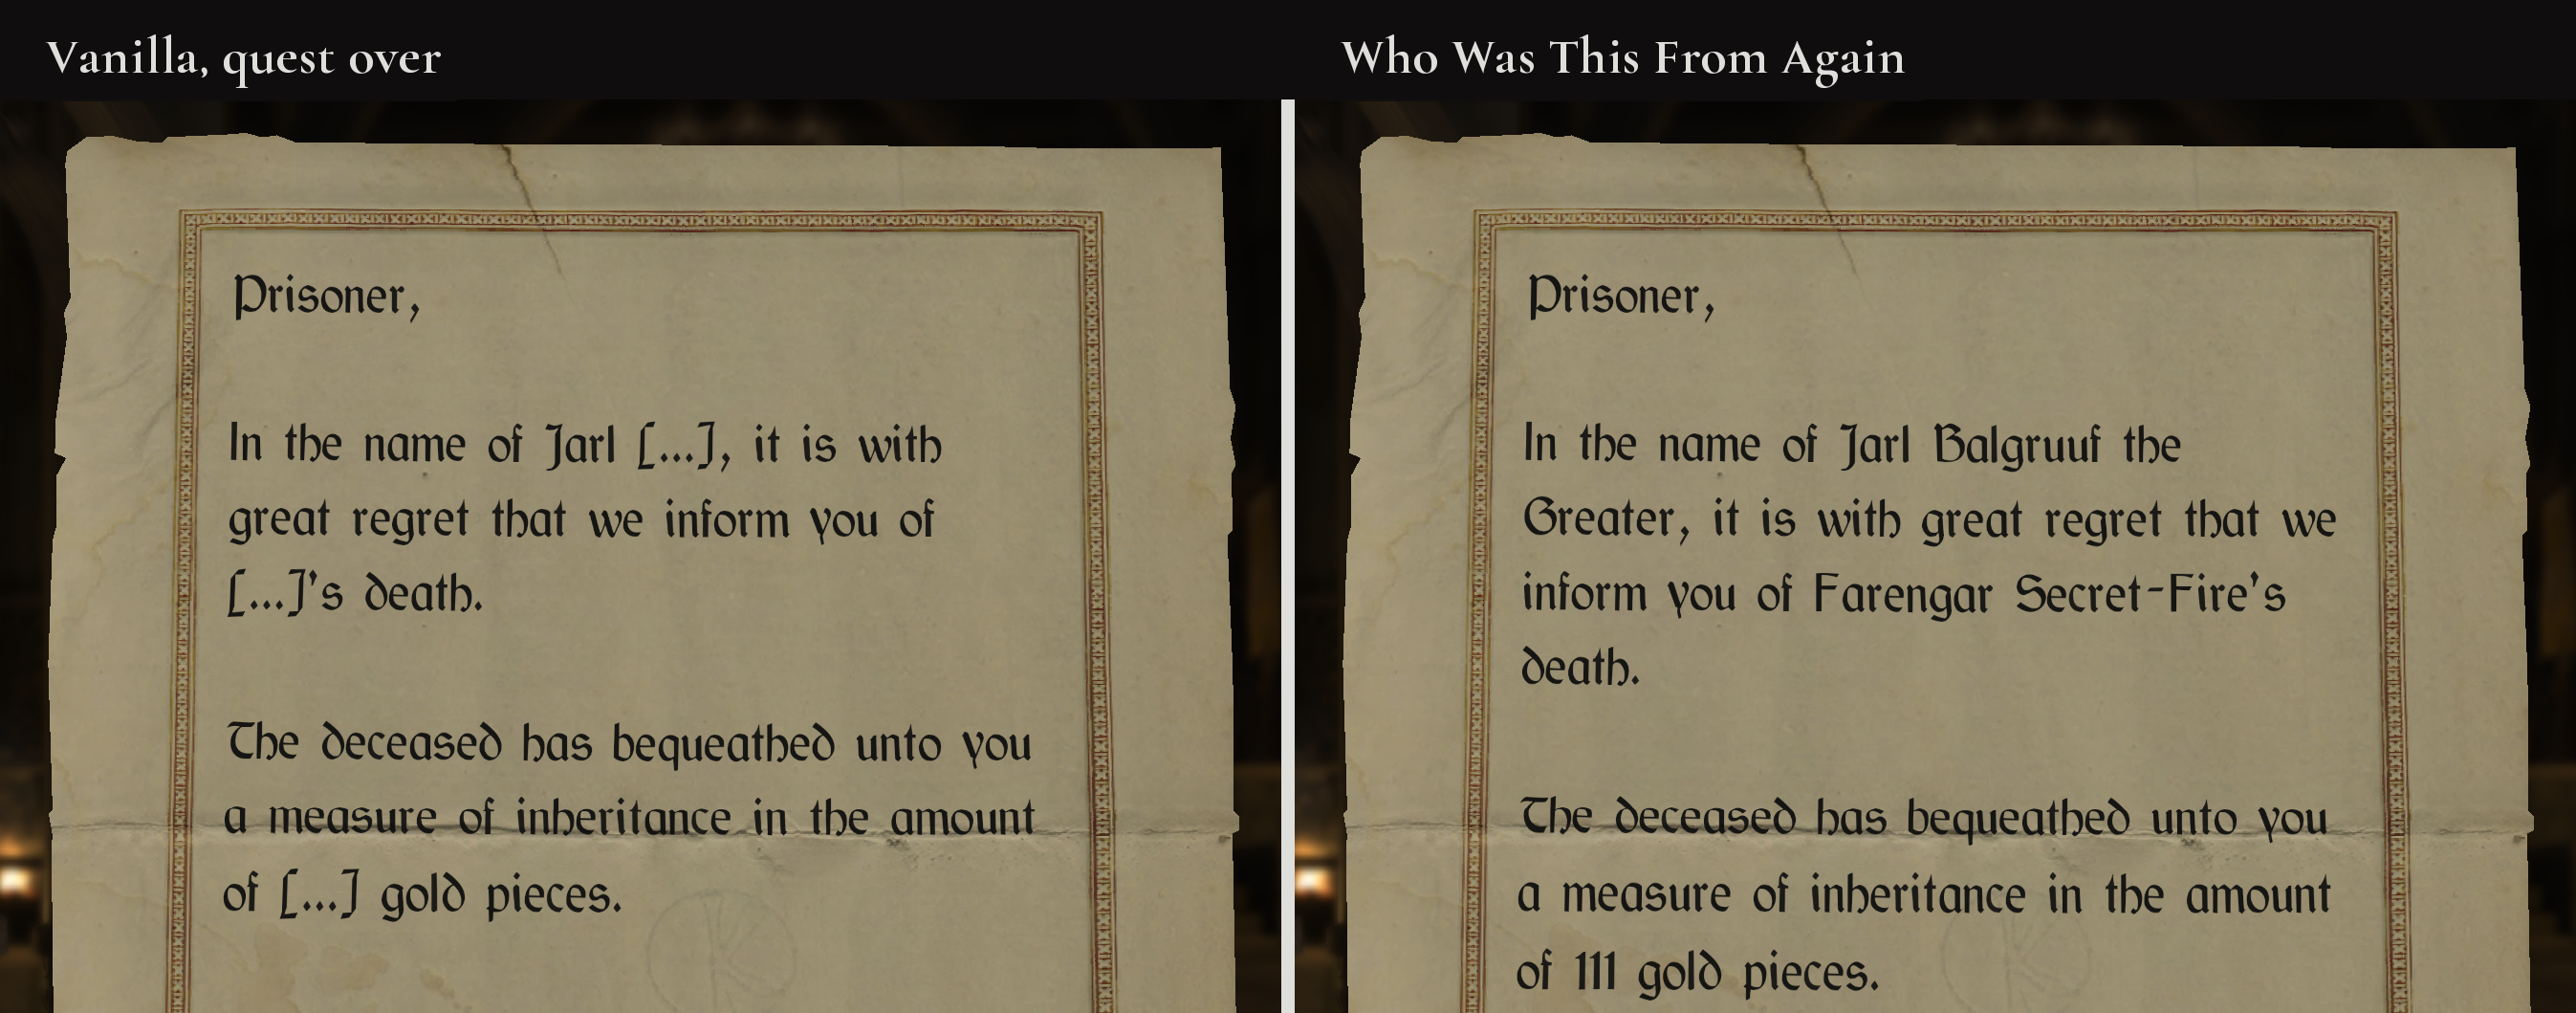 Vanilla, quest over
Prisoner,
In the name of Jarl [...], it is with
great regret that we inform you of
[...]'s death.
The deceased has bequeathed unto you
a measure of inheritance in the amount
of [...] gold pieces.
Who Was This From Again
Prisoner,
In the name of Jarl Balgruuf the
Greater, it is with great regret that we
inform you of Farengar Secret-Fire's
death.
The deceased has bequeathed unto you
a measure of inheritance in the amount
of 111 gold pieces.